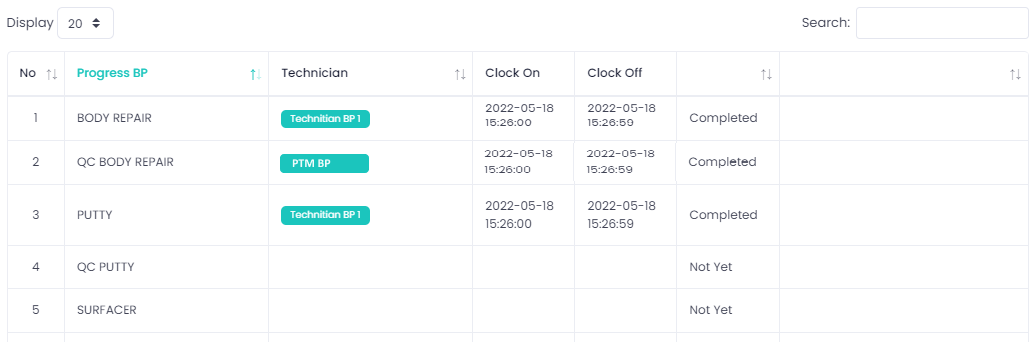 Display 20 Search:
No Progress BP Technician Clock On Clock Off
1 BODY REPAIR Technitian BP 1 2022-05-18 15:26:00 2022-05-18 15:26:59 Completed
2 QC BODY REPAIR PTM BP 2022-05-18 15:26:00 2022-05-18 15:26:59 Completed
3 PUTTY Technitian BP 1 2022-05-18 15:26:00 2022-05-18 15:26:59 Completed
4 QC PUTTY Not Yet
5 SURFACER Not Yet